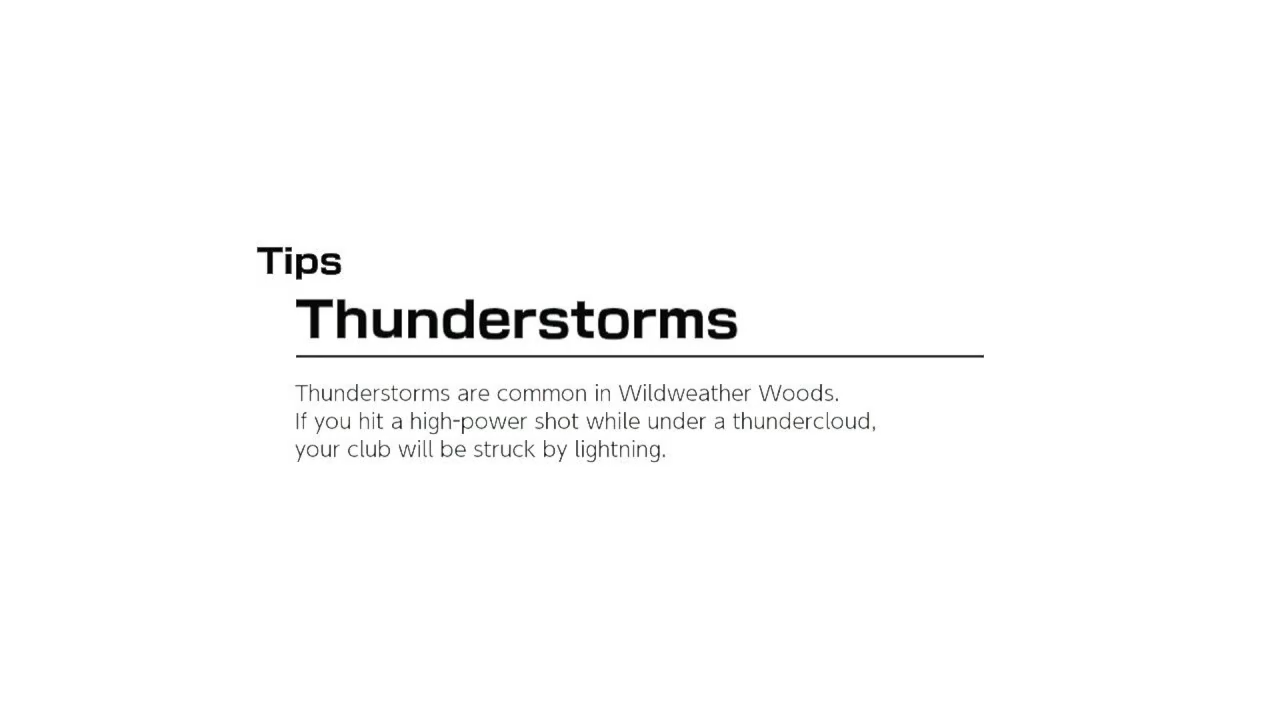 Tips
Thunderstorms
Thunderstorms are common in Wildweather Woods.
If you hit a high-power shot while under a thundercloud,
your club will be struck by lightning.